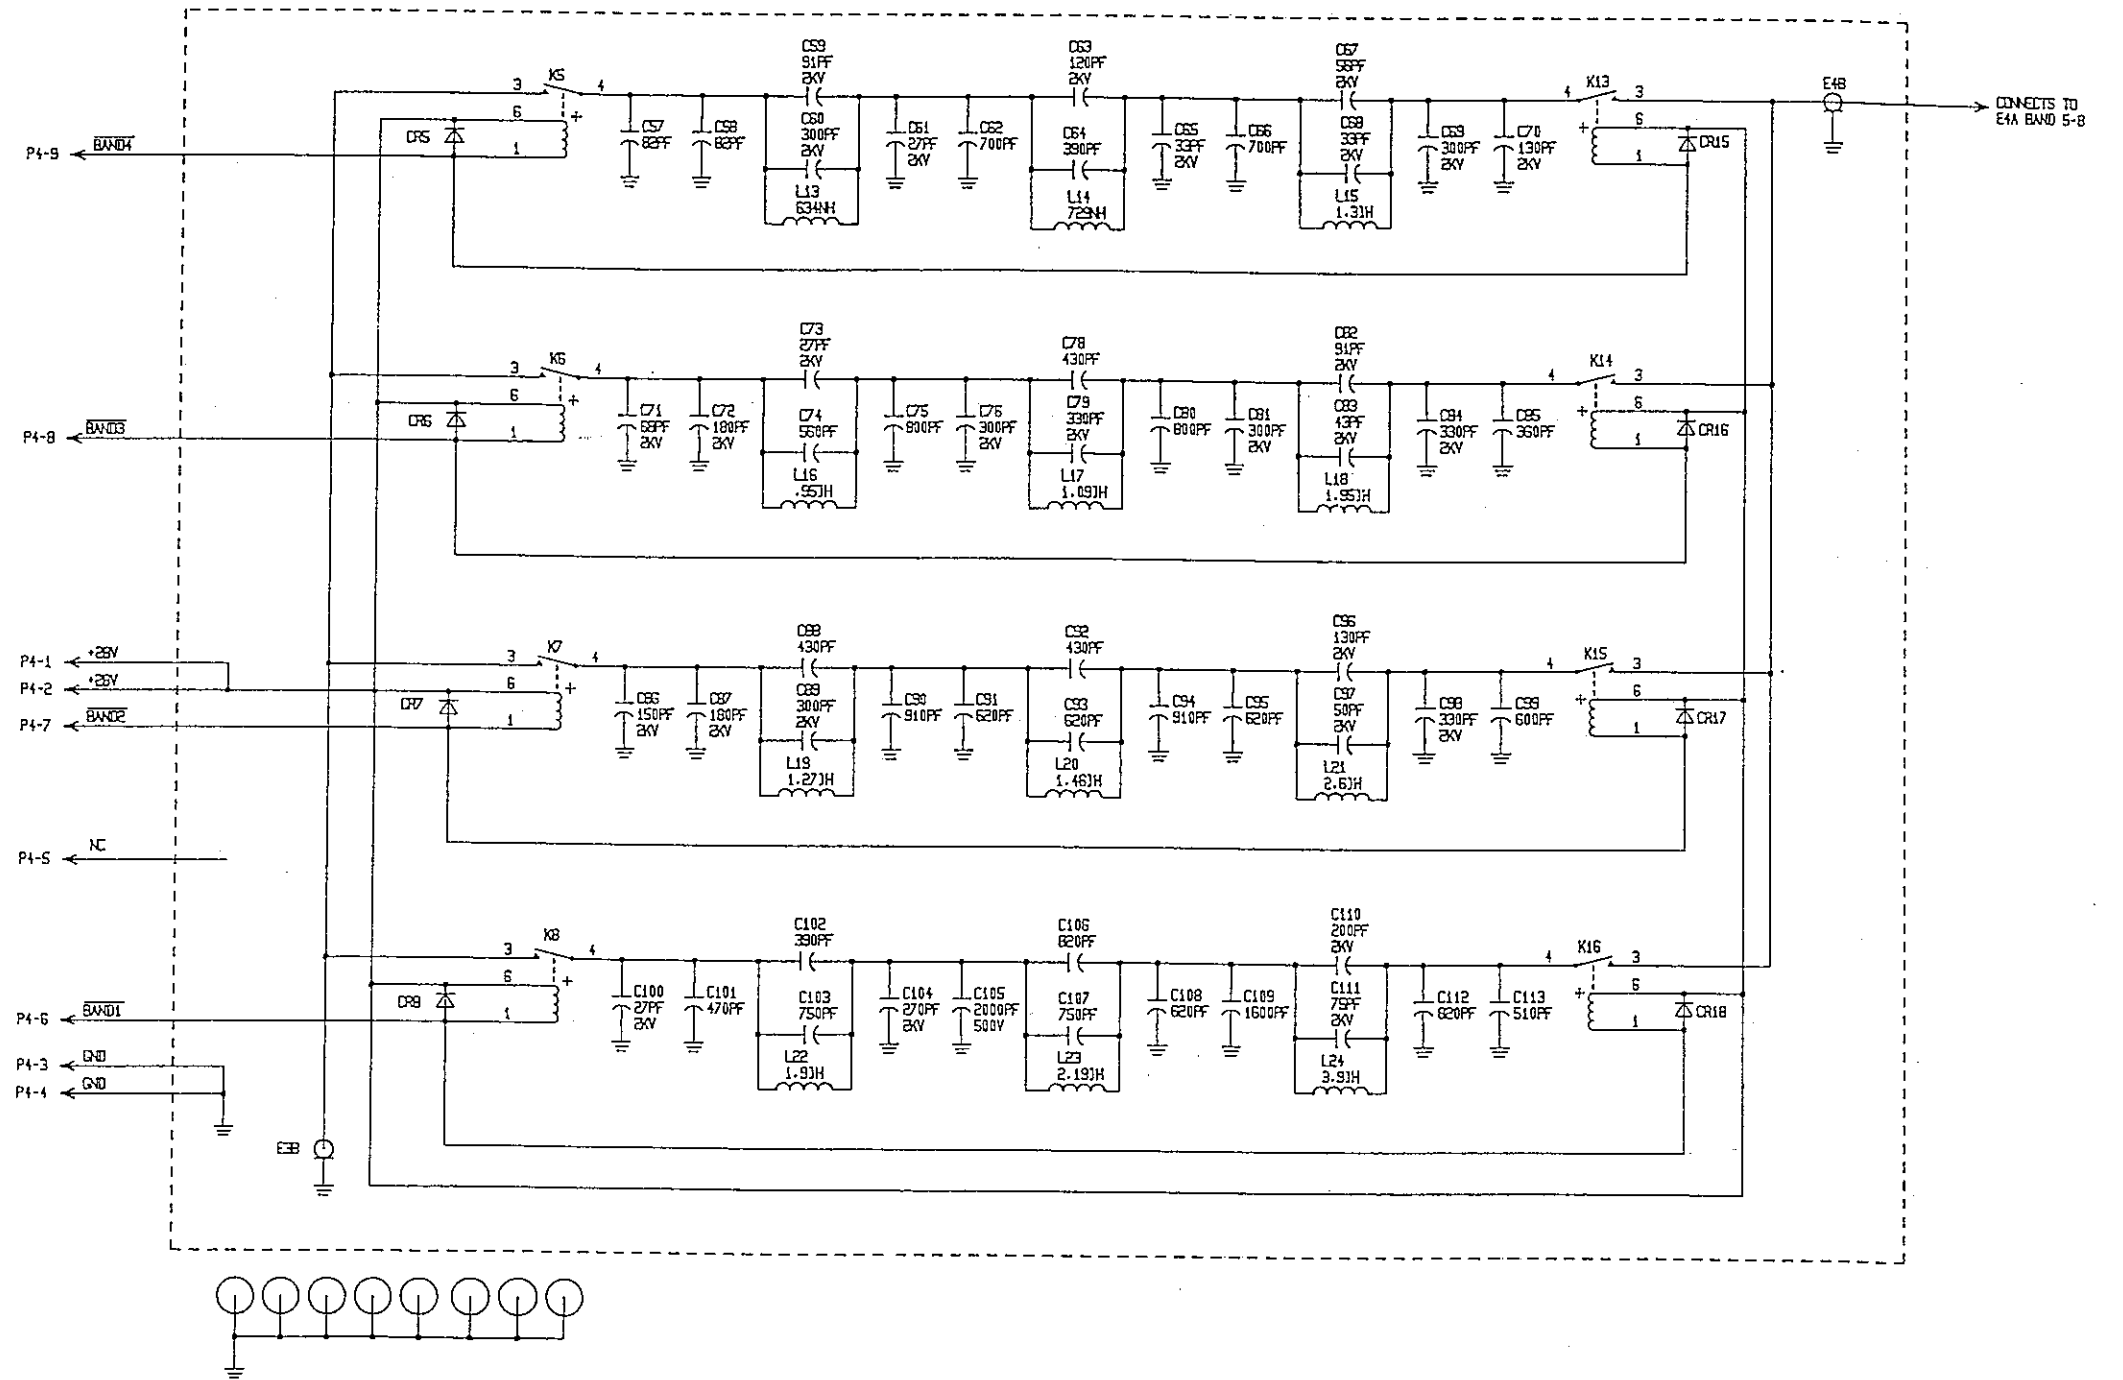 K5
3
4
6
+
1
CR5
P4-9
BAND4
C57
82PF
C58
82PF
C59
91PF
2KV
C60
300PF
2KV
L13
634NH
C61
27PF
2KV
C62
700PF
C63
120PF
2KV
C64
390PF
L14
729NH
C65
33PF
2KV
C66
700PF
C67
56PF
2KV
C68
33PF
2KV
L15
1.3JH
C69
300PF
2KV
C70
130PF
2KV
K13
4
3
+
6
1
CR15
E4B
CONNECTS TO
E4A BAND 5-8
K6
3
4
6
+
1
CR6
P4-8
BAND3
C71
68PF
2KV
C72
180PF
2KV
C73
27PF
2KV
C74
560PF
L16
.95JH
C75
800PF
C76
300PF
2KV
C78
430PF
C79
330PF
2KV
L17
1.09JH
C80
800PF
C81
300PF
2KV
C82
91PF
2KV
C83
43PF
2KV
L18
1.95JH
C84
330PF
2KV
C85
360PF
K14
4
3
+
6
1
CR16
P4-1
+28V
P4-2
+28V
P4-7
BAND2
K7
3
4
6
+
1
CR7
C86
150PF
2KV
C87
180PF
2KV
C88
430PF
C89
300PF
2KV
L19
1.27JH
C90
910PF
C91
620PF
C92
430PF
C93
620PF
L20
1.46JH
C94
910PF
C95
620PF
C96
130PF
2KV
C97
50PF
2KV
L21
2.6JH
C98
330PF
2KV
C99
600PF
K15
4
3
+
6
1
CR17
P4-5
NC
K8
3
4
6
+
1
CR8
P4-6
BAND1
C100
27PF
2KV
C101
470PF
C102
390PF
C103
750PF
L22
1.9JH
C104
270PF
2KV
C105
2000PF
500V
C106
820PF
C107
750PF
L23
2.19JH
C108
620PF
C109
1600PF
C110
200PF
2KV
C111
75PF
2KV
L24
3.9JH
C112
820PF
C113
510PF
K16
4
3
+
6
1
CR18
P4-3
GND
P4-4
GND
E3B